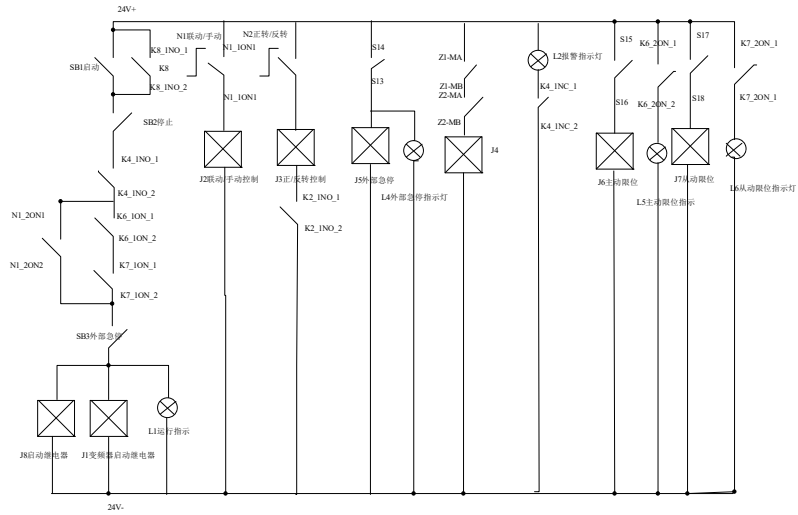 24V+
N1联动/手动
N2正转/反转
K8_1NO_1
SB1启动
K8
K8_1NO_2
N1_1ON1
N1_1ON1
S14
S13
Z1-MA
Z1-MB
Z2-MA
Z2-MB
L2报警指示灯
K4_1NC_1
K4_1NC_2
S15
S16
K6_2ON_1
K6_2ON_2
S17
S18
K7_2ON_1
K7_2ON_1
SB2停止
K4_1NO_1
K4_1NO_2
J2联动/手动控制
J3正/反转控制
J5外部急停
L4外部急停指示灯
J4
J6主动限位
L5主动限位指示
J7从动限位
L6从动限位指示灯
K2_1NO_1
K2_1NO_2
N1_2ON1
N1_2ON2
K6_1ON_1
K6_1ON_2
K7_1ON_1
K7_1ON_2
SB3外部急停
J8启动继电器
J1变频器启动继电器
L1运行指示
24V-